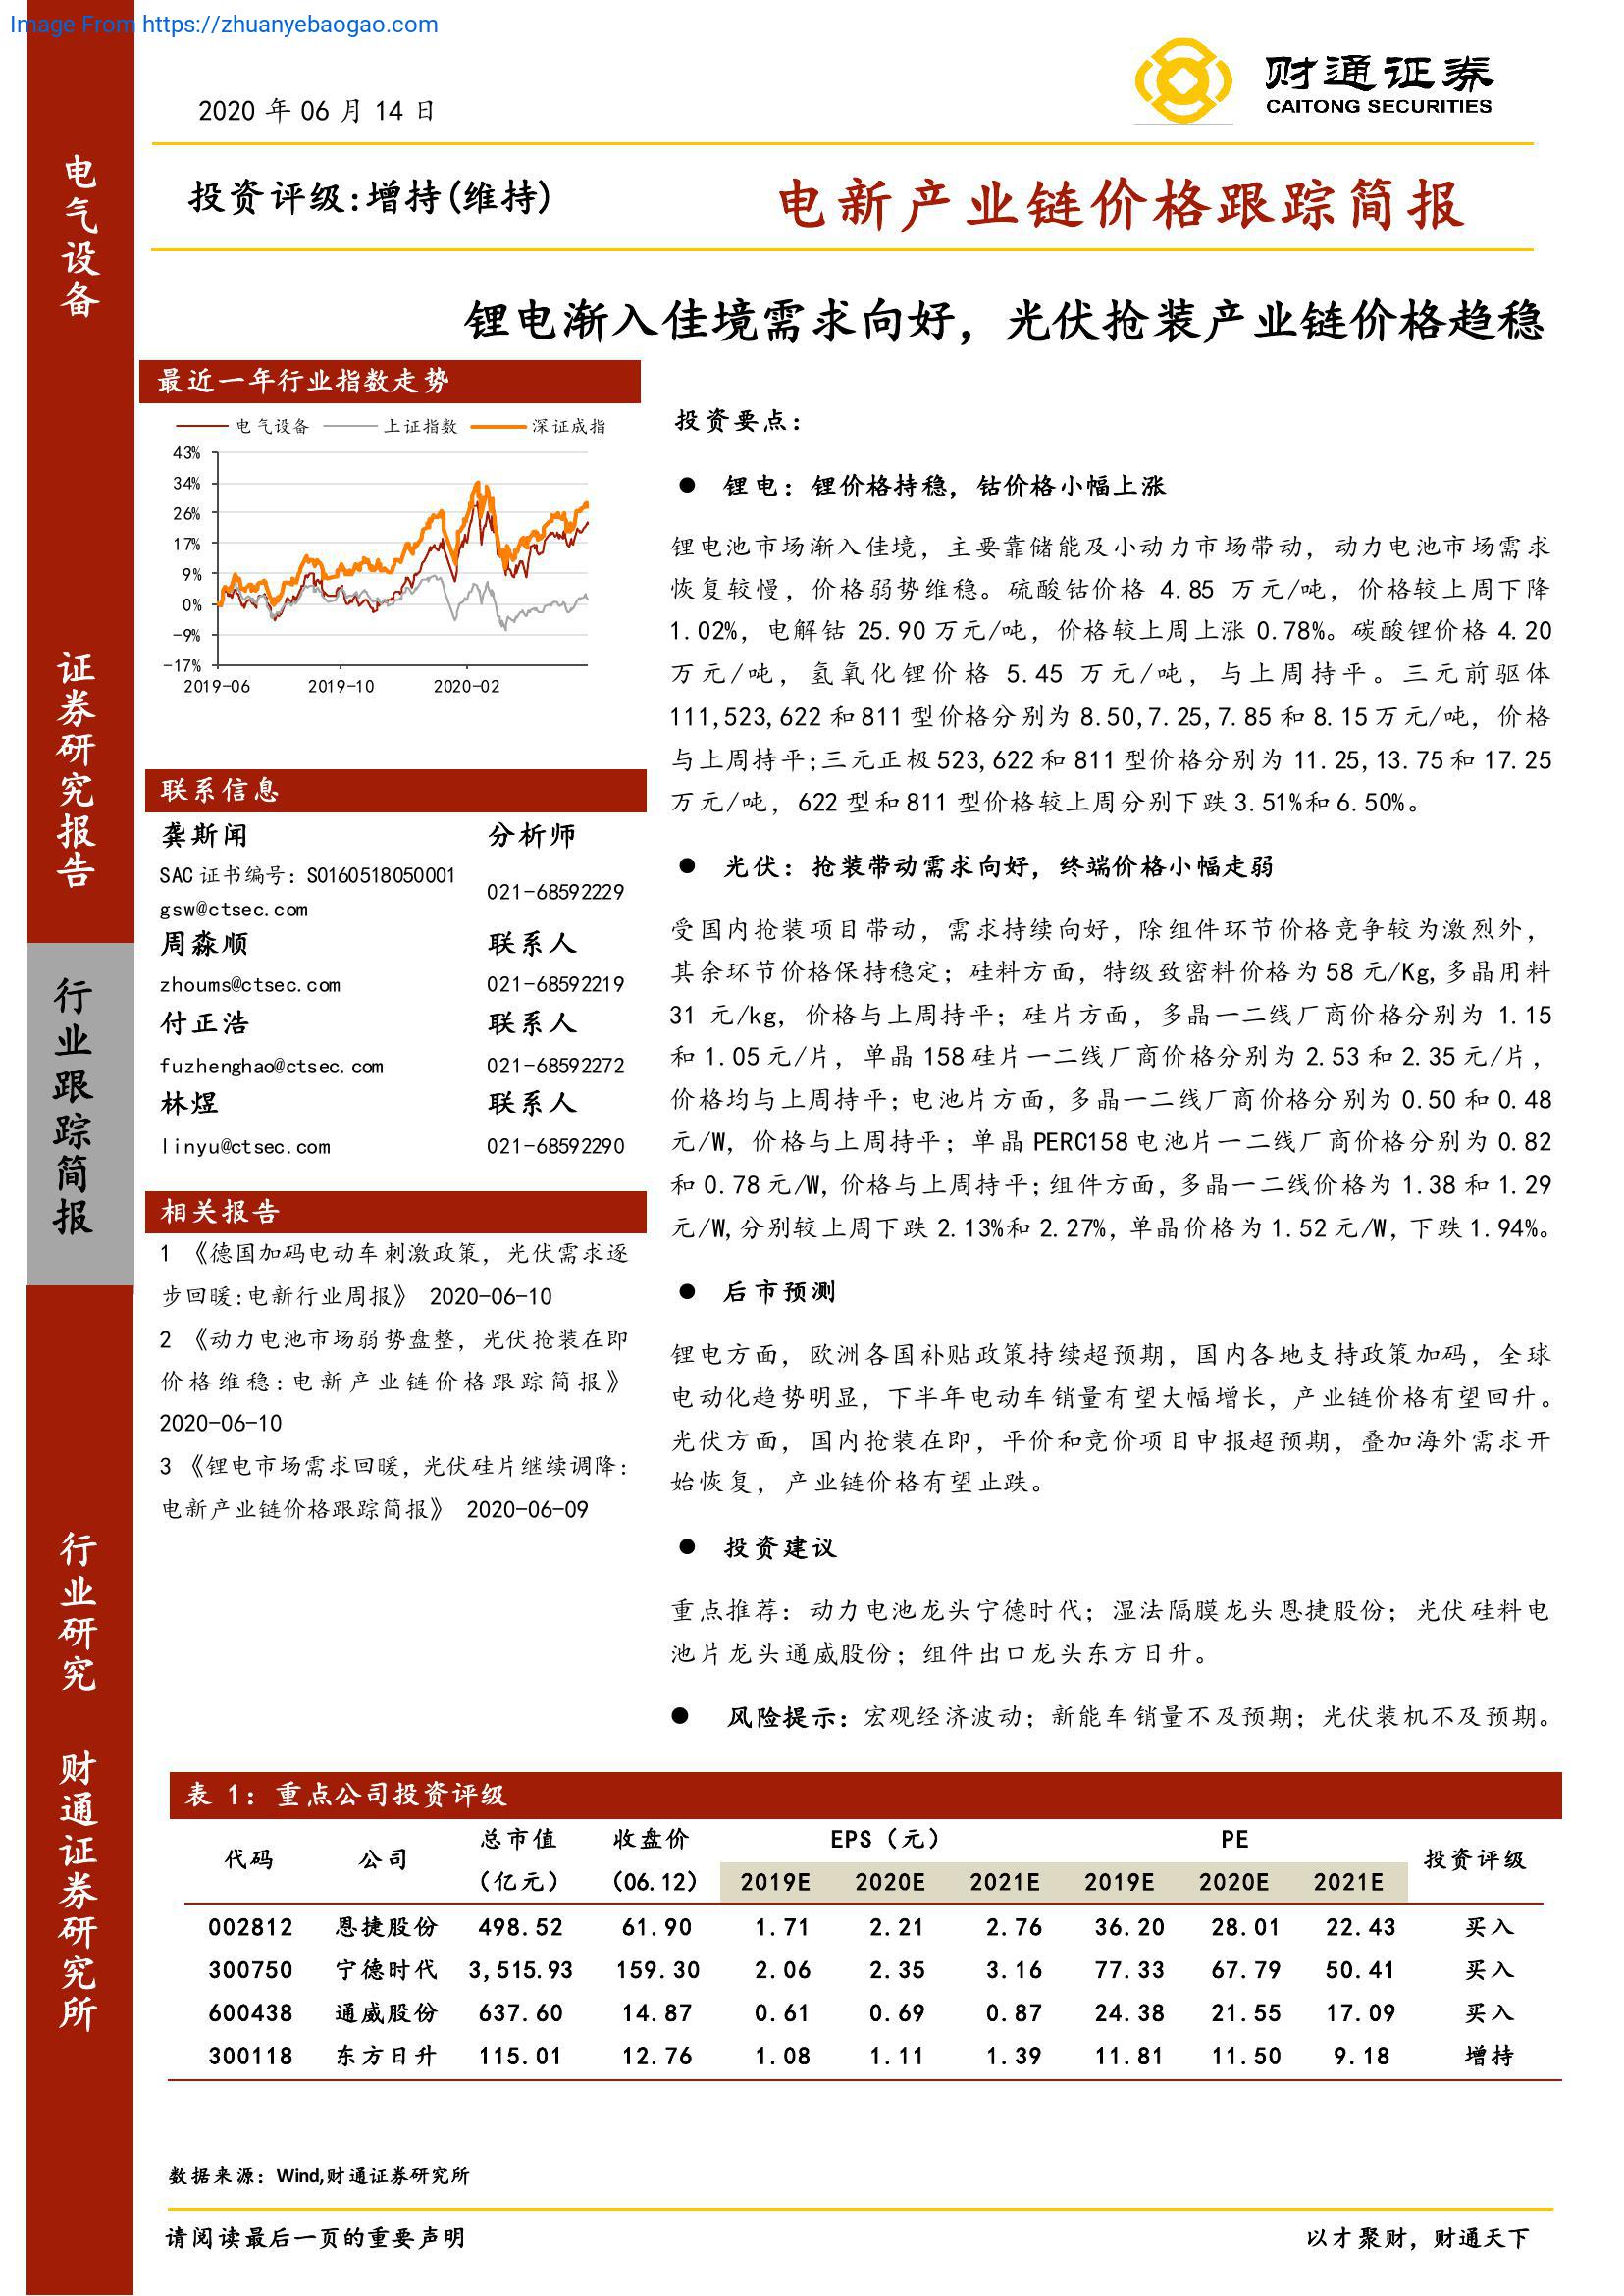 Image From https://zhuanyebaogao.com
财通证券
CAITONG SECURITIES
2020 年 06 月 14 日
投资评级:增持(维持)
电新产业链价格跟踪简报
锂电渐入佳境需求向好，光伏抢装产业链价格趋稳
电气设备
证券研究报告
行业跟踪简报
行业研究
财通证券研究所
最近一年行业指数走势
电气设备 上证指数 深证成指
43%
34%
26%
17%
9%
0%
-9%
-17%
2019-06 2019-10 2020-02
联系信息
龚斯闻 分析师
SAC 证书编号：S0160518050001 021-68592229
gsw@ctsec.com
周淼顺 联系人
zhoums@ctsec.com 021-68592219
付正浩 联系人
fuzhenghao@ctsec.com 021-68592272
林煜 联系人
linyu@ctsec.com 021-68592290
相关报告
1 《德国加码电动车刺激政策，光伏需求逐
步回暖:电新行业周报》 2020-06-10
2 《动力电池市场弱势盘整，光伏抢装在即
价格维稳:电新产业链价格跟踪简报》
2020-06-10
3 《锂电市场需求回暖,光伏硅片继续调降:
电新产业链价格跟踪简报》 2020-06-09
投资要点：
● 锂电：锂价格持稳，钴价格小幅上涨
锂电池市场渐入佳境，主要靠储能及小动力市场带动，动力电池市场需求
恢复较慢，价格弱势维稳。硫酸钴价格 4.85 万元/吨，价格较上周下降
1.02%，电解钴 25.90 万元/吨，价格较上周上涨 0.78%。碳酸锂价格 4.20
万元/吨，氢氧化锂价格 5.45 万元/吨，与上周持平。三元前驱体
111,523,622 和 811 型价格分别为 8.50,7.25,7.85 和 8.15 万元/吨，价格
与上周持平;三元正极 523,622 和 811 型价格分别为 11.25,13.75 和 17.25
万元/吨，622 型和 811 型价格较上周分别下跌 3.51%和 6.50%。
● 光伏：抢装带动需求向好，终端价格小幅走弱
受国内抢装项目带动，需求持续向好，除组件环节价格竞争较为激烈外，
其余环节价格保持稳定；硅料方面，特级致密料价格为 58 元/Kg,多晶用料
31 元/kg，价格与上周持平；硅片方面，多晶一二线厂商价格分别为 1.15
和 1.05 元/片，单晶 158 硅片一二线厂商价格分别为 2.53 和 2.35 元/片，
价格均与上周持平；电池片方面，多晶一二线厂商价格分别为 0.50 和 0.48
元/W，价格与上周持平；单晶 PERC158 电池片一二线厂商价格分别为 0.82
和 0.78 元/W,价格与上周持平；组件方面，多晶一二线价格为 1.38 和 1.29
元/W,分别较上周下跌 2.13%和 2.27%,单晶价格为 1.52 元/W,下跌 1.94%。
● 后市预测
锂电方面，欧洲各国补贴政策持续超预期，国内各地支持政策加码，全球
电动化趋势明显，下半年电动车销量有望大幅增长，产业链价格有望回升。
光伏方面，国内抢装在即，平价和竞价项目申报超预期，叠加海外需求开
始恢复，产业链价格有望止跌。
● 投资建议
重点推荐：动力电池龙头宁德时代；湿法隔膜龙头恩捷股份；光伏硅料电
池片龙头通威股份；组件出口龙头东方日升。
● 风险提示：宏观经济波动；新能车销量不及预期；光伏装机不及预期。
表 1：重点公司投资评级
代码 公司 总市值 收盘价 EPS（元） PE 投资评级
（亿元） (06.12) 2019E 2020E 2021E 2019E 2020E 2021E
002812 恩捷股份 498.52 61.90 1.71 2.21 2.76 36.20 28.01 22.43 买入
300750 宁德时代 3,515.93 159.30 2.06 2.35 3.16 77.33 67.79 50.41 买入
600438 通威股份 637.60 14.87 0.61 0.69 0.87 24.38 21.55 17.09 买入
300118 东方日升 115.01 12.76 1.08 1.11 1.39 11.81 11.50 9.18 增持
数据来源：Wind,财通证券研究所
请阅读最后一页的重要声明 以才聚财，财通天下